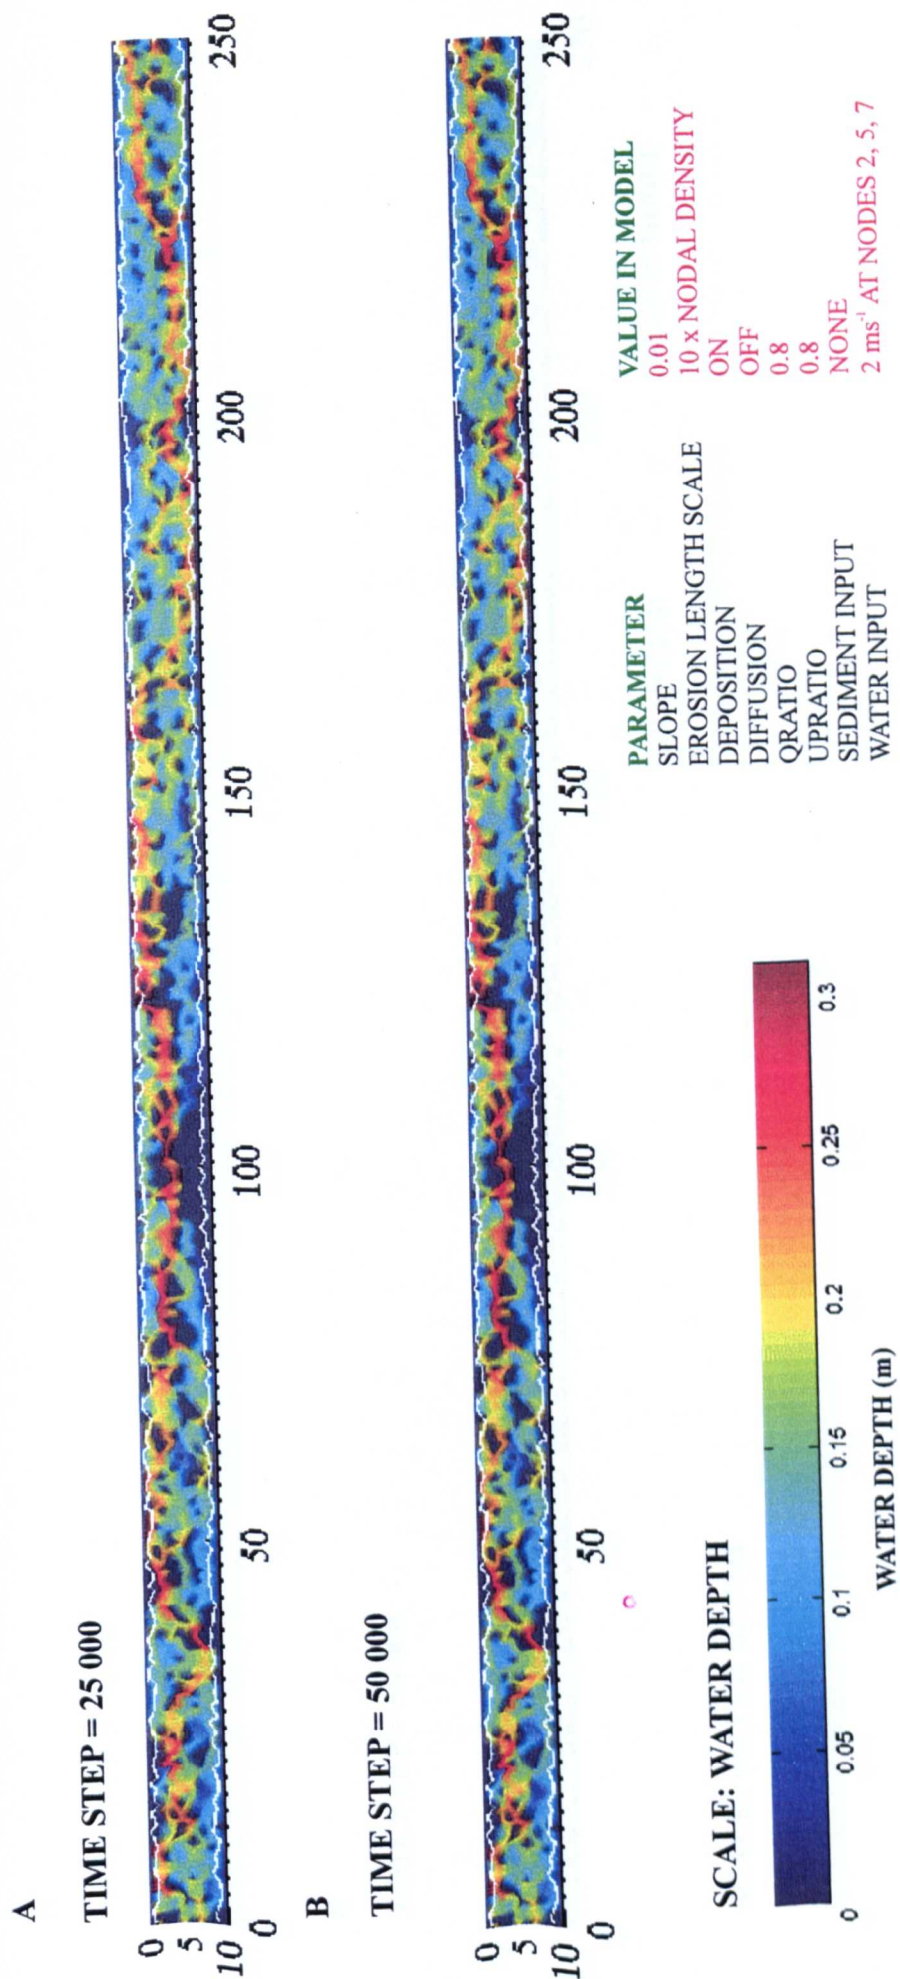 A
TIME STEP = 25 000
0
5
10
0 50 100 150 200 250
B
TIME STEP = 50 000
0
5
10
0 50 100 150 200 250
SCALE: WATER DEPTH
0 0.05 0.1 0.15 0.2 0.25 0.3
WATER DEPTH (m)
PARAMETER VALUE IN MODEL
SLOPE 0.01
EROSION LENGTH SCALE 10 x NODAL DENSITY
DEPOSITION ON
DIFFUSION OFF
QRATIO 0.8
UPRATIO 0.8
SEDIMENT INPUT NONE
WATER INPUT 2 ms⁻¹ AT NODES 2, 5, 7